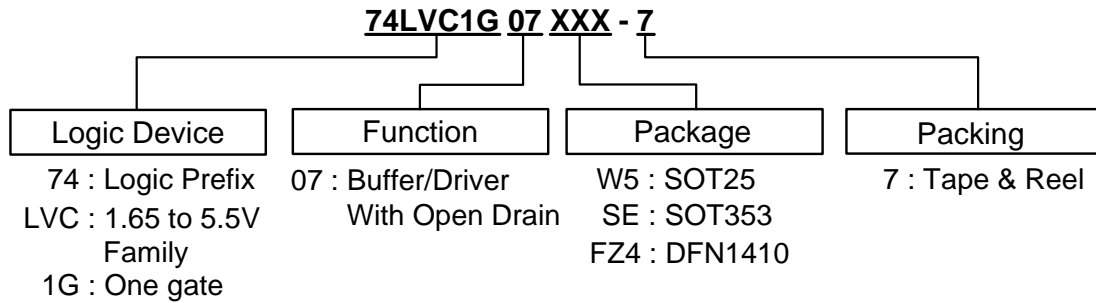 74LVC1G 07 XXX - 7
Logic Device
74 : Logic Prefix
LVC : 1.65 to 5.5V
Family
1G : One gate
Function
07 : Buffer/Driver
With Open Drain
Package
W5 : SOT25
SE : SOT353
FZ4 : DFN1410
Packing
7 : Tape & Reel